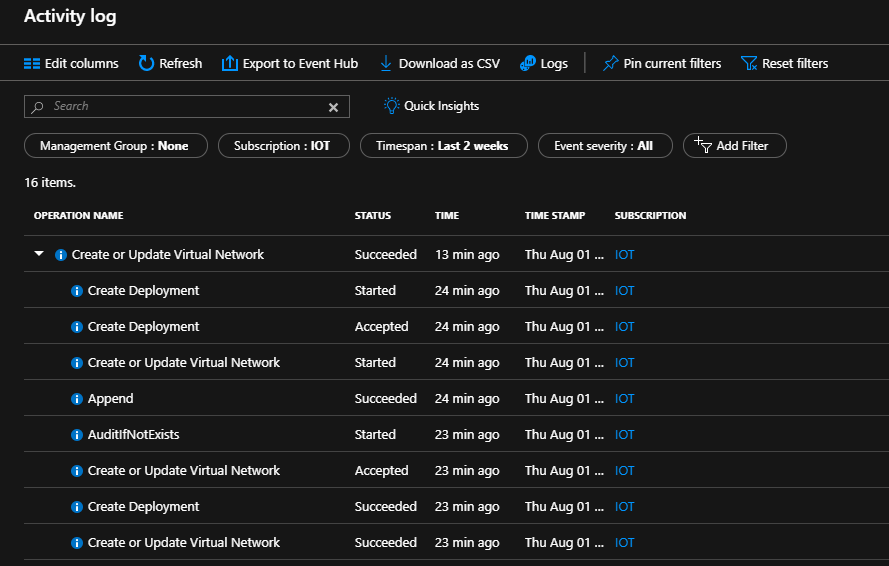 Activity log
Edit columns Refresh Export to Event Hub Download as CSV Logs Pin current filters Reset filters
Search Quick Insights
Management Group : None Subscription : IOT Timespan : Last 2 weeks Event severity : All Add Filter
16 items.
OPERATION NAME STATUS TIME TIME STAMP SUBSCRIPTION
Create or Update Virtual Network Succeeded 13 min ago Thu Aug 01 ... IOT
Create Deployment Started 24 min ago Thu Aug 01 ... IOT
Create Deployment Accepted 24 min ago Thu Aug 01 ... IOT
Create or Update Virtual Network Started 24 min ago Thu Aug 01 ... IOT
Append Succeeded 24 min ago Thu Aug 01 ... IOT
AuditIfNotExists Started 23 min ago Thu Aug 01 ... IOT
Create or Update Virtual Network Accepted 23 min ago Thu Aug 01 ... IOT
Create Deployment Succeeded 23 min ago Thu Aug 01 ... IOT
Create or Update Virtual Network Succeeded 23 min ago Thu Aug 01 ... IOT